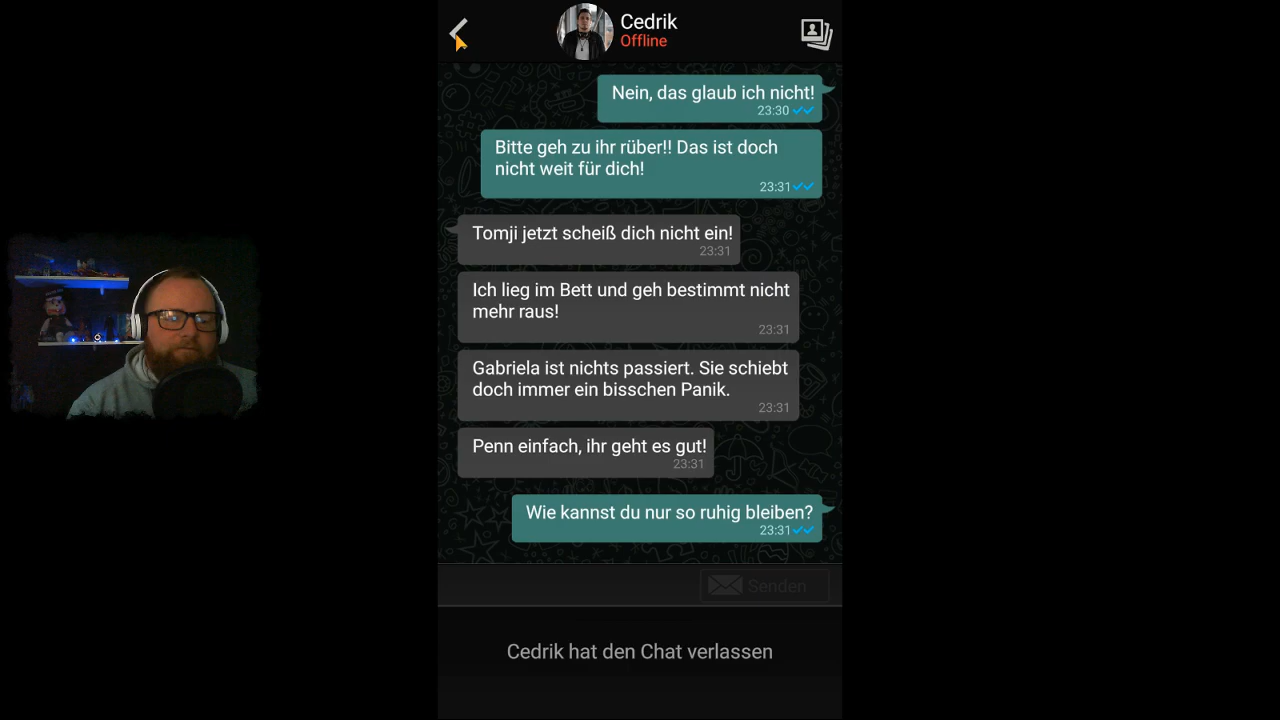 Cedrik
Offline
Nein, das glaub ich nicht!
23:30
Bitte geh zu ihr rüber!! Das ist doch
nicht weit für dich!
23:31
Tomji jetzt scheiß dich nicht ein!
23:31
Ich lieg im Bett und geh bestimmt nicht
mehr raus!
23:31
Gabriela ist nichts passiert. Sie schiebt
doch immer ein bisschen Panik.
23:31
Penn einfach, ihr geht es gut!
23:31
Wie kannst du nur so ruhig bleiben?
23:31
Senden
Cedrik hat den Chat verlassen